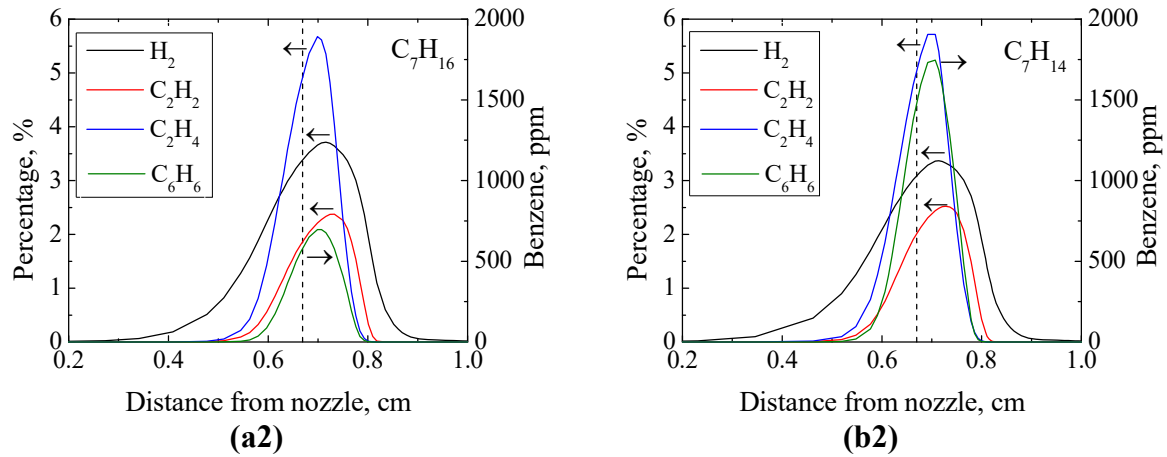 6
5
4
3
2
1
0
Percentage, %
H2
C2H2
C2H4
C6H6
C7H16
2000
1500
1000
500
0
Benzene, ppm
0.2 0.4 0.6 0.8 1.0
Distance from nozzle, cm
(a2)
6
5
4
3
2
1
0
Percentage, %
H2
C2H2
C2H4
C6H6
C7H14
2000
1500
1000
500
0
Benzene, ppm
0.2 0.4 0.6 0.8 1.0
Distance from nozzle, cm
(b2)